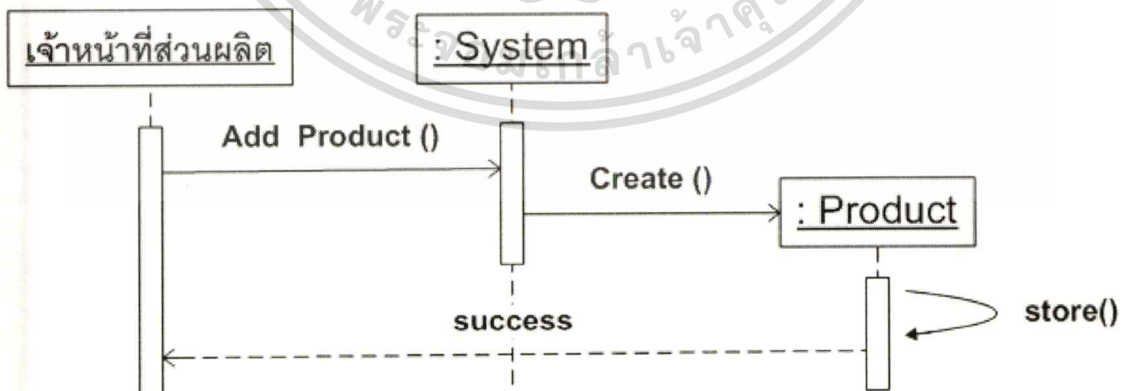 เจ้าหน้าที่ส่วนผลิต
: System
Add Product ()
Create ()
: Product
success
store()